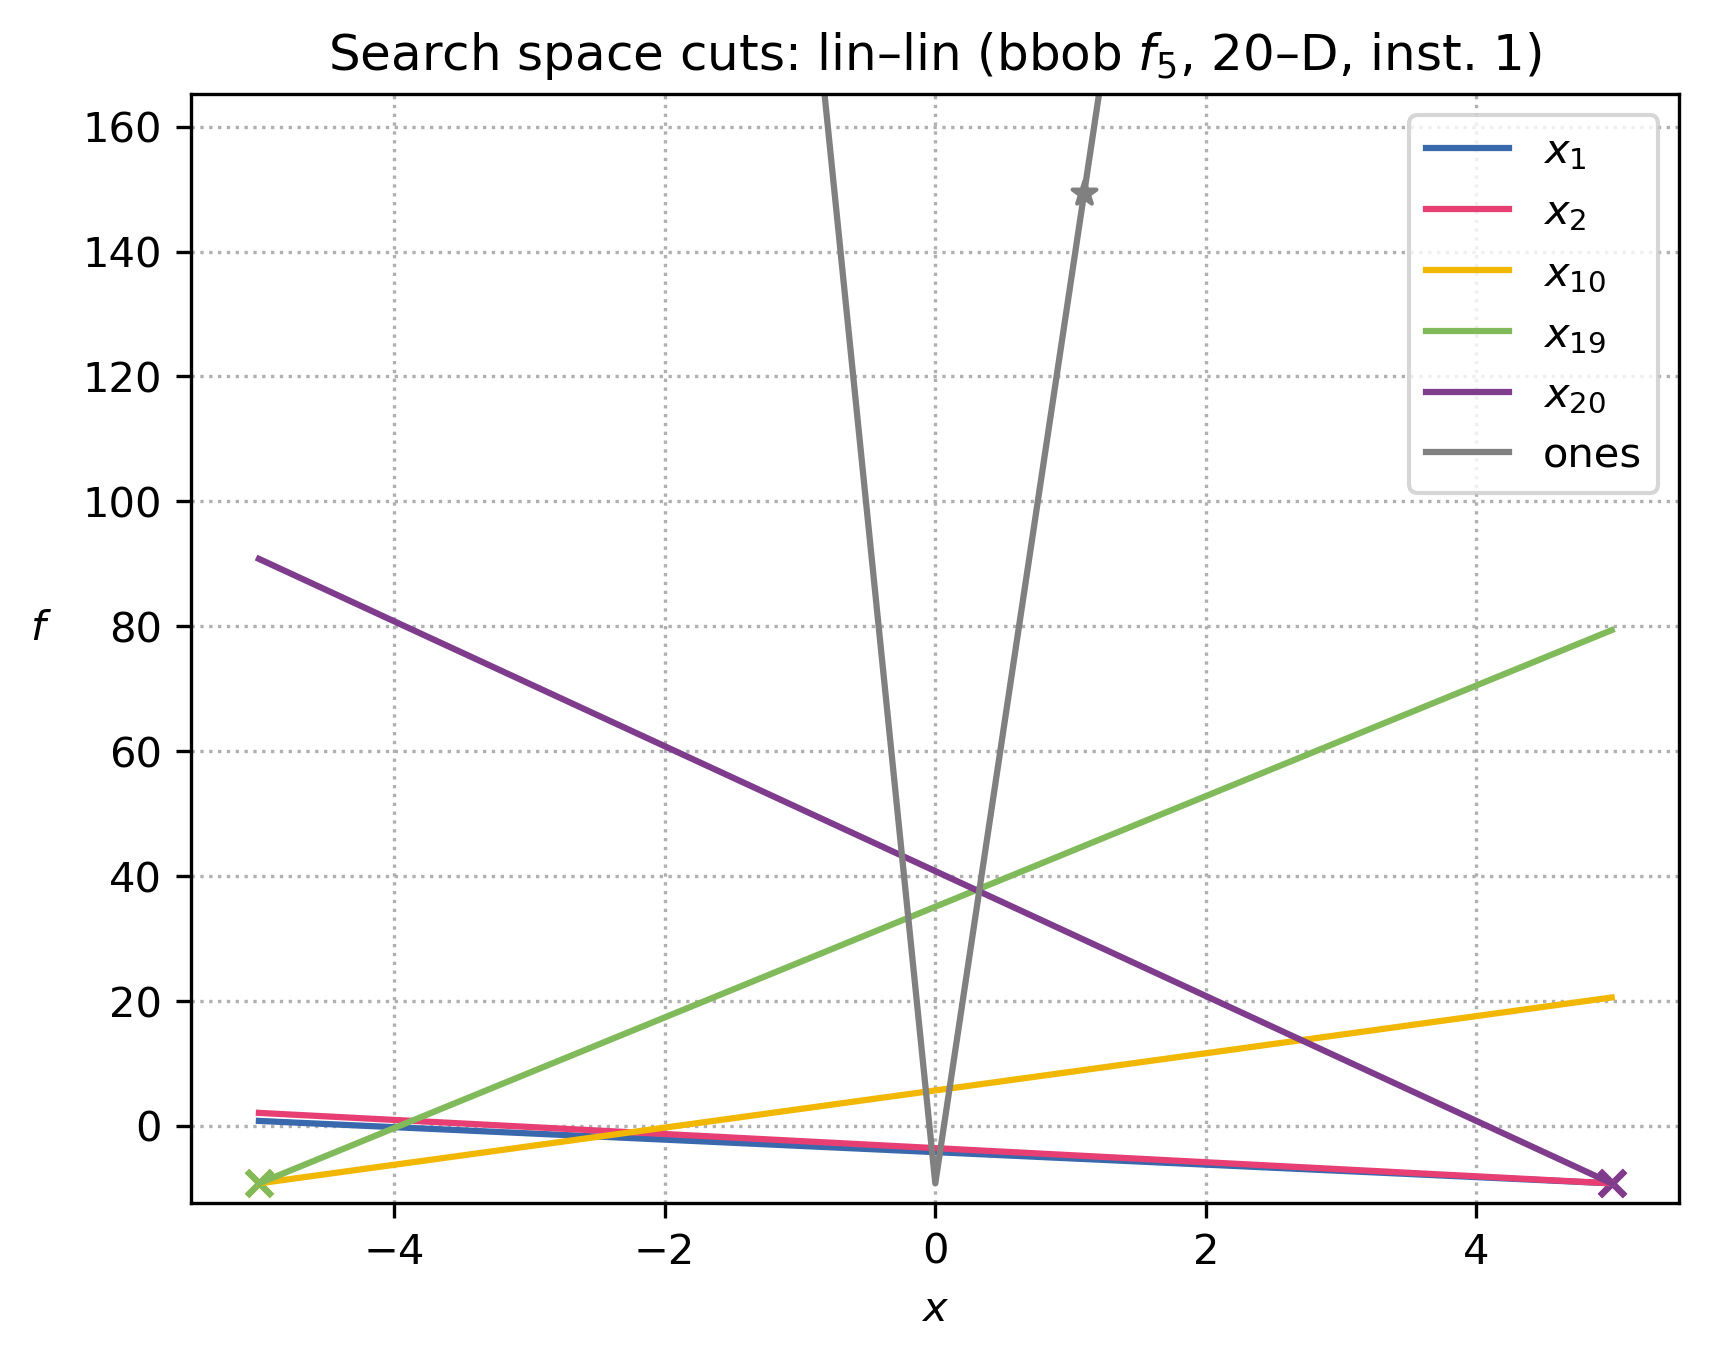 Search space cuts: lin–lin (bbob f₅, 20–D, inst. 1)
160
140
120
100
80
60
40
20
0
f
x₁
x₂
x₁₀
x₁₉
x₂₀
ones
−4
−2
0
2
4
x